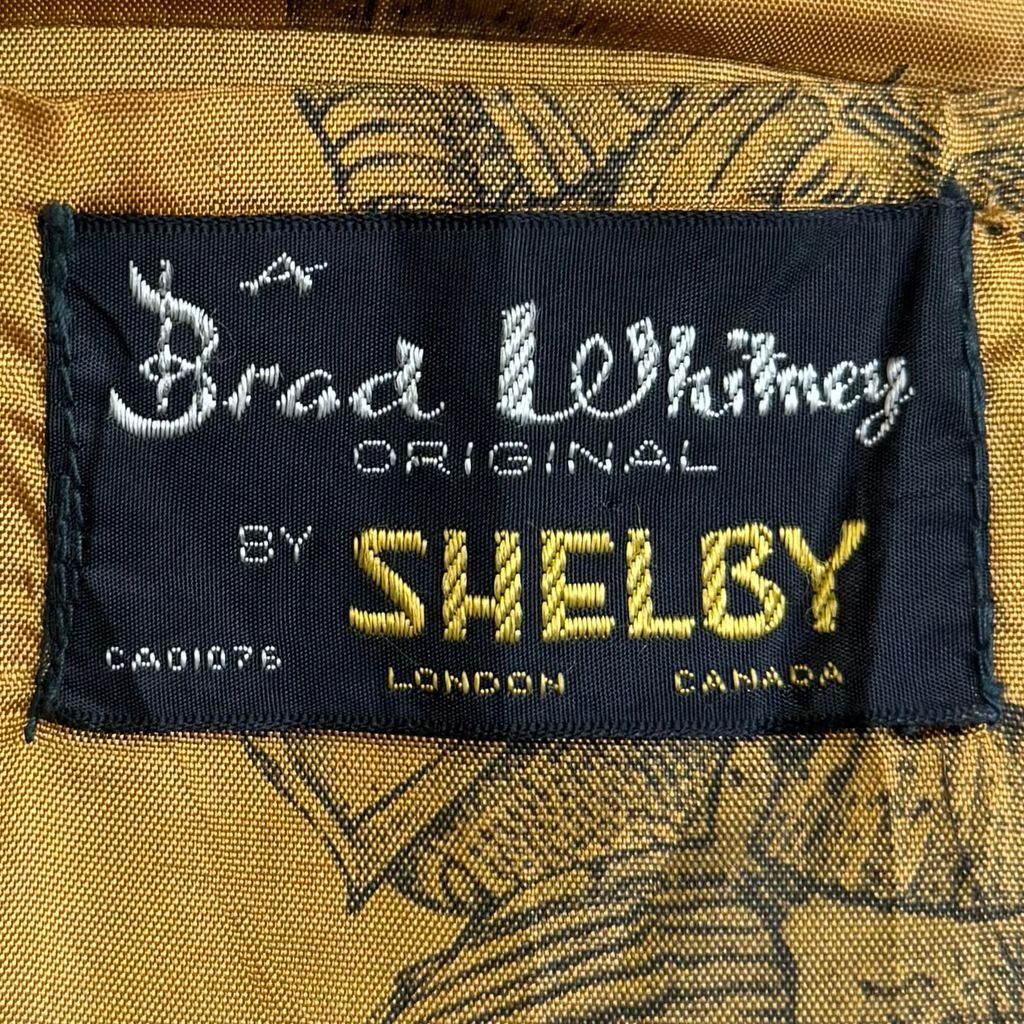 A
Brad Whitney
ORIGINAL
BY SHELBY
CA01076
LONDON CANADA